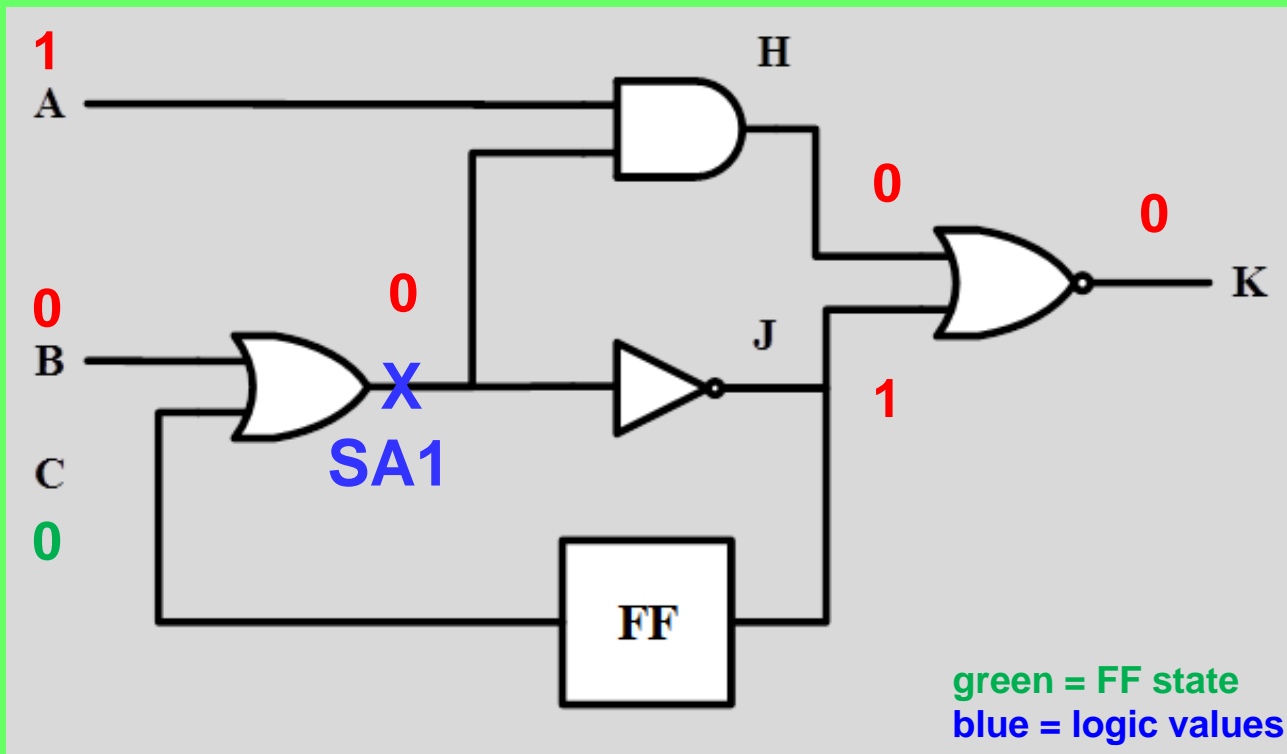 1
A
H
0
0
K
0
B
0
J
X
1
SA1
C
0
FF
green = FF state
blue = logic values